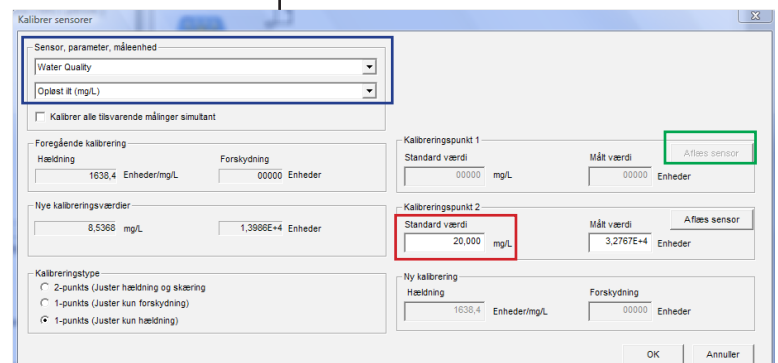 Kalibrer sensorer
Sensor, parameter, måleenhed
Water Quality
Opløst ilt (mg/L)
Kalibrer alle tilsvarende målinger simultant
Foregående kalibrering
Hældning Forskydning
1638,4 Enheder/mg/L 00000 Enheder
Nye kalibreringsværdier
8,5368 mg/L 1,3986E+4 Enheder
Kalibreringstype
2-punkts (Juster hældning og skæring
1-punkts (Juster kun forskydning)
1-punkts (Juster kun hældning)
Kalibreringspunkt 1
Standard værdi Målt værdi Aflæs sensor
00000 mg/L 00000 Enheder
Kalibreringspunkt 2
Standard værdi Målt værdi Aflæs sensor
20,000 mg/L 3,2767E+4 Enheder
Ny kalibrering
Hældning Forskydning
1638,4 Enheder/mg/L 00000 Enheder
OK Annuller